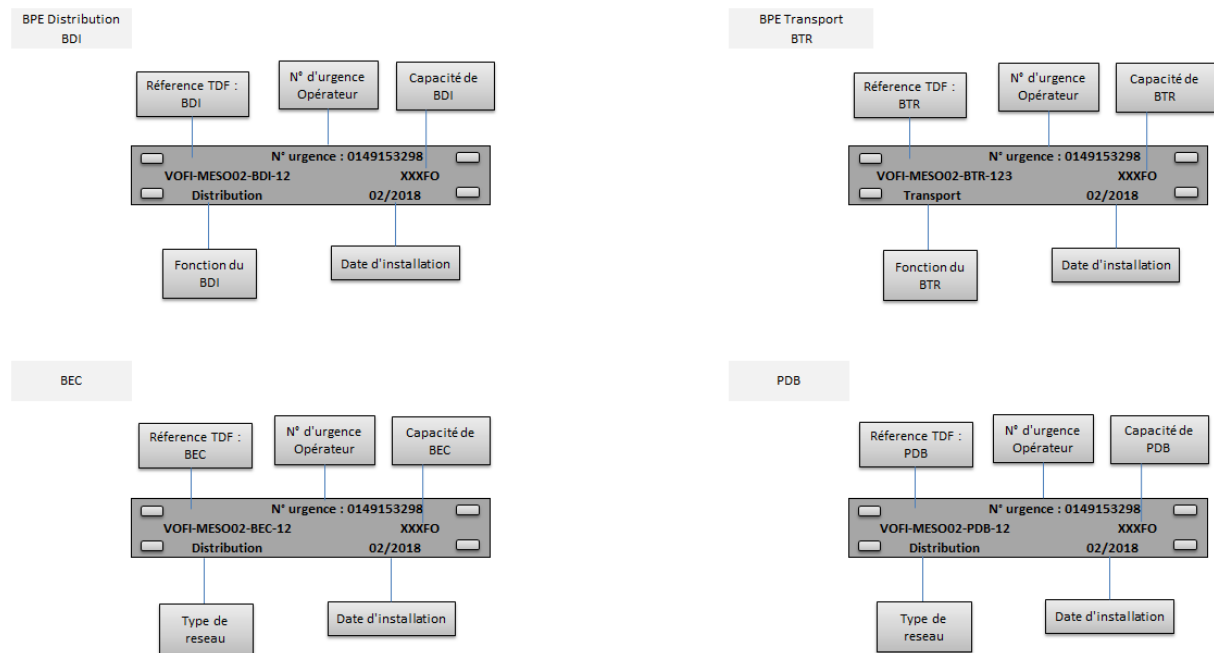 BPE Distribution
BDI
Réference TDF :
BDI
N° d'urgence
Opérateur
Capacité de
BDI
N° urgence : 0149153298
VOFI-MESO02-BDI-12 XXXFO
Distribution 02/2018
Fonction du
BDI
Date d'installation
BPE Transport
BTR
Réference TDF :
BTR
N° d'urgence
Opérateur
Capacité de
BTR
N° urgence : 0149153298
VOFI-MESO02-BTR-123 XXXFO
Transport 02/2018
Fonction du
BTR
Date d'installation
BEC
Réference TDF :
BEC
N° d'urgence
Opérateur
Capacité de
BEC
N° urgence : 0149153298
VOFI-MESO02-BEC-12 XXXFO
Distribution 02/2018
Type de
reseau
Date d'installation
PDB
Réference TDF :
PDB
N° d'urgence
Opérateur
Capacité de
PDB
N° urgence : 0149153298
VOFI-MESO02-PDB-12 XXXFO
Distribution 02/2018
Type de
reseau
Date d'installation